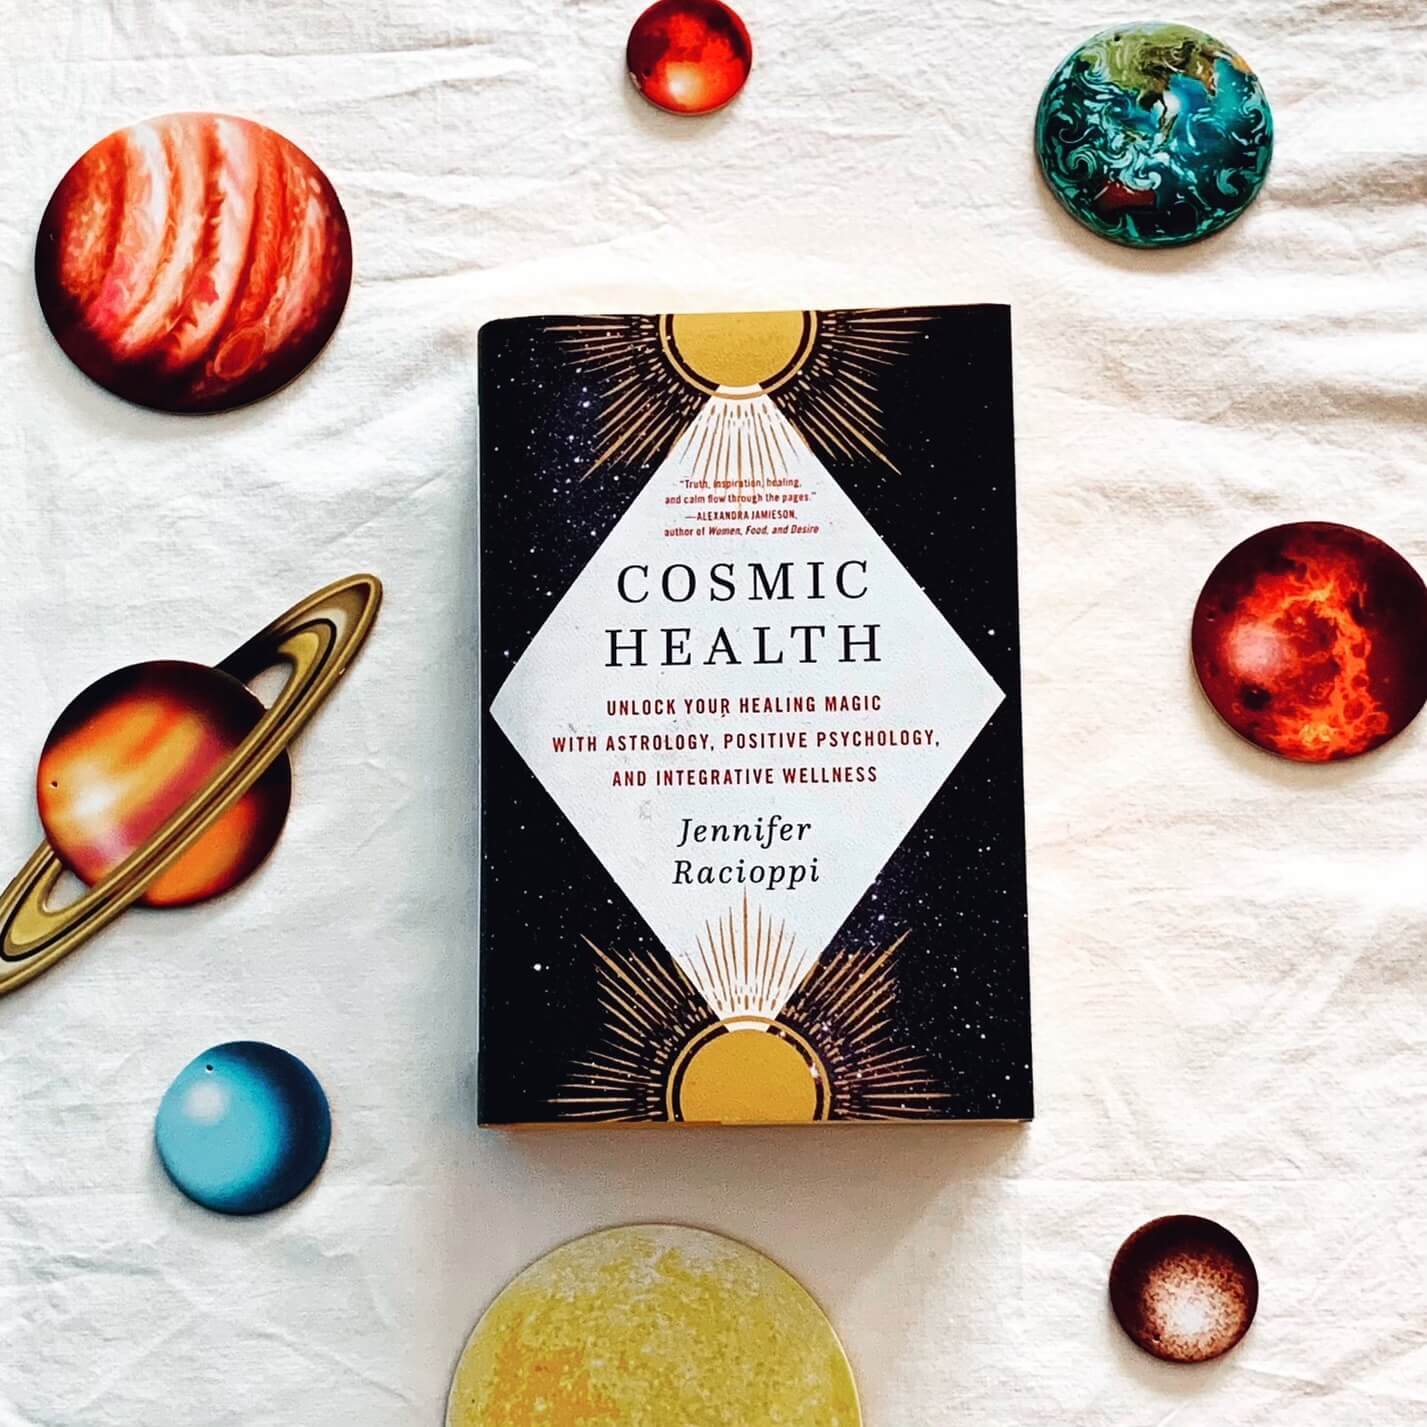 “Truth, inspiration, healing,
and calm flow through the pages.”
—ALEXANDRA JAMIESON,
author of Women, Food, and Desire
COSMIC
HEALTH
UNLOCK YOUR HEALING MAGIC
WITH ASTROLOGY, POSITIVE PSYCHOLOGY,
AND INTEGRATIVE WELLNESS
Jennifer
Racioppi